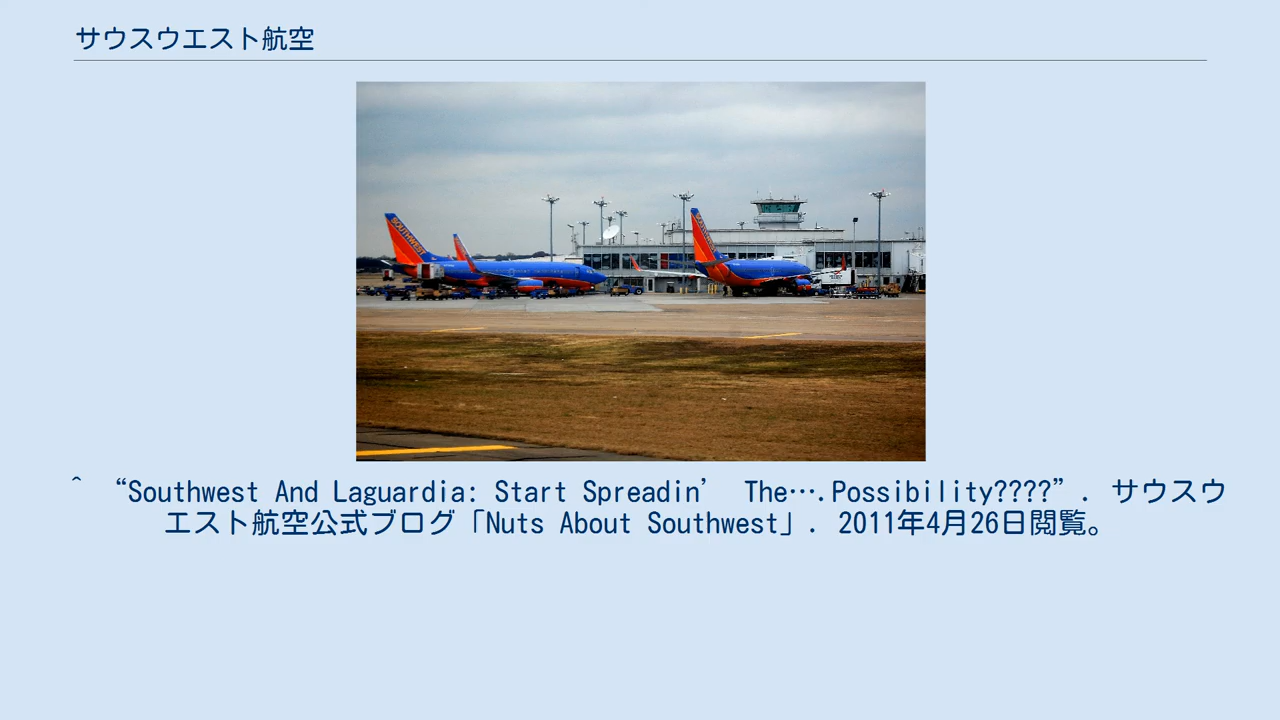 サウスウエスト航空
SOUTHWEST
^ “Southwest And Laguardia: Start Spreadin’ The….Possibility????”. サウスウ
エスト航空公式ブログ「Nuts About Southwest」. 2011年4月26日閲覧。